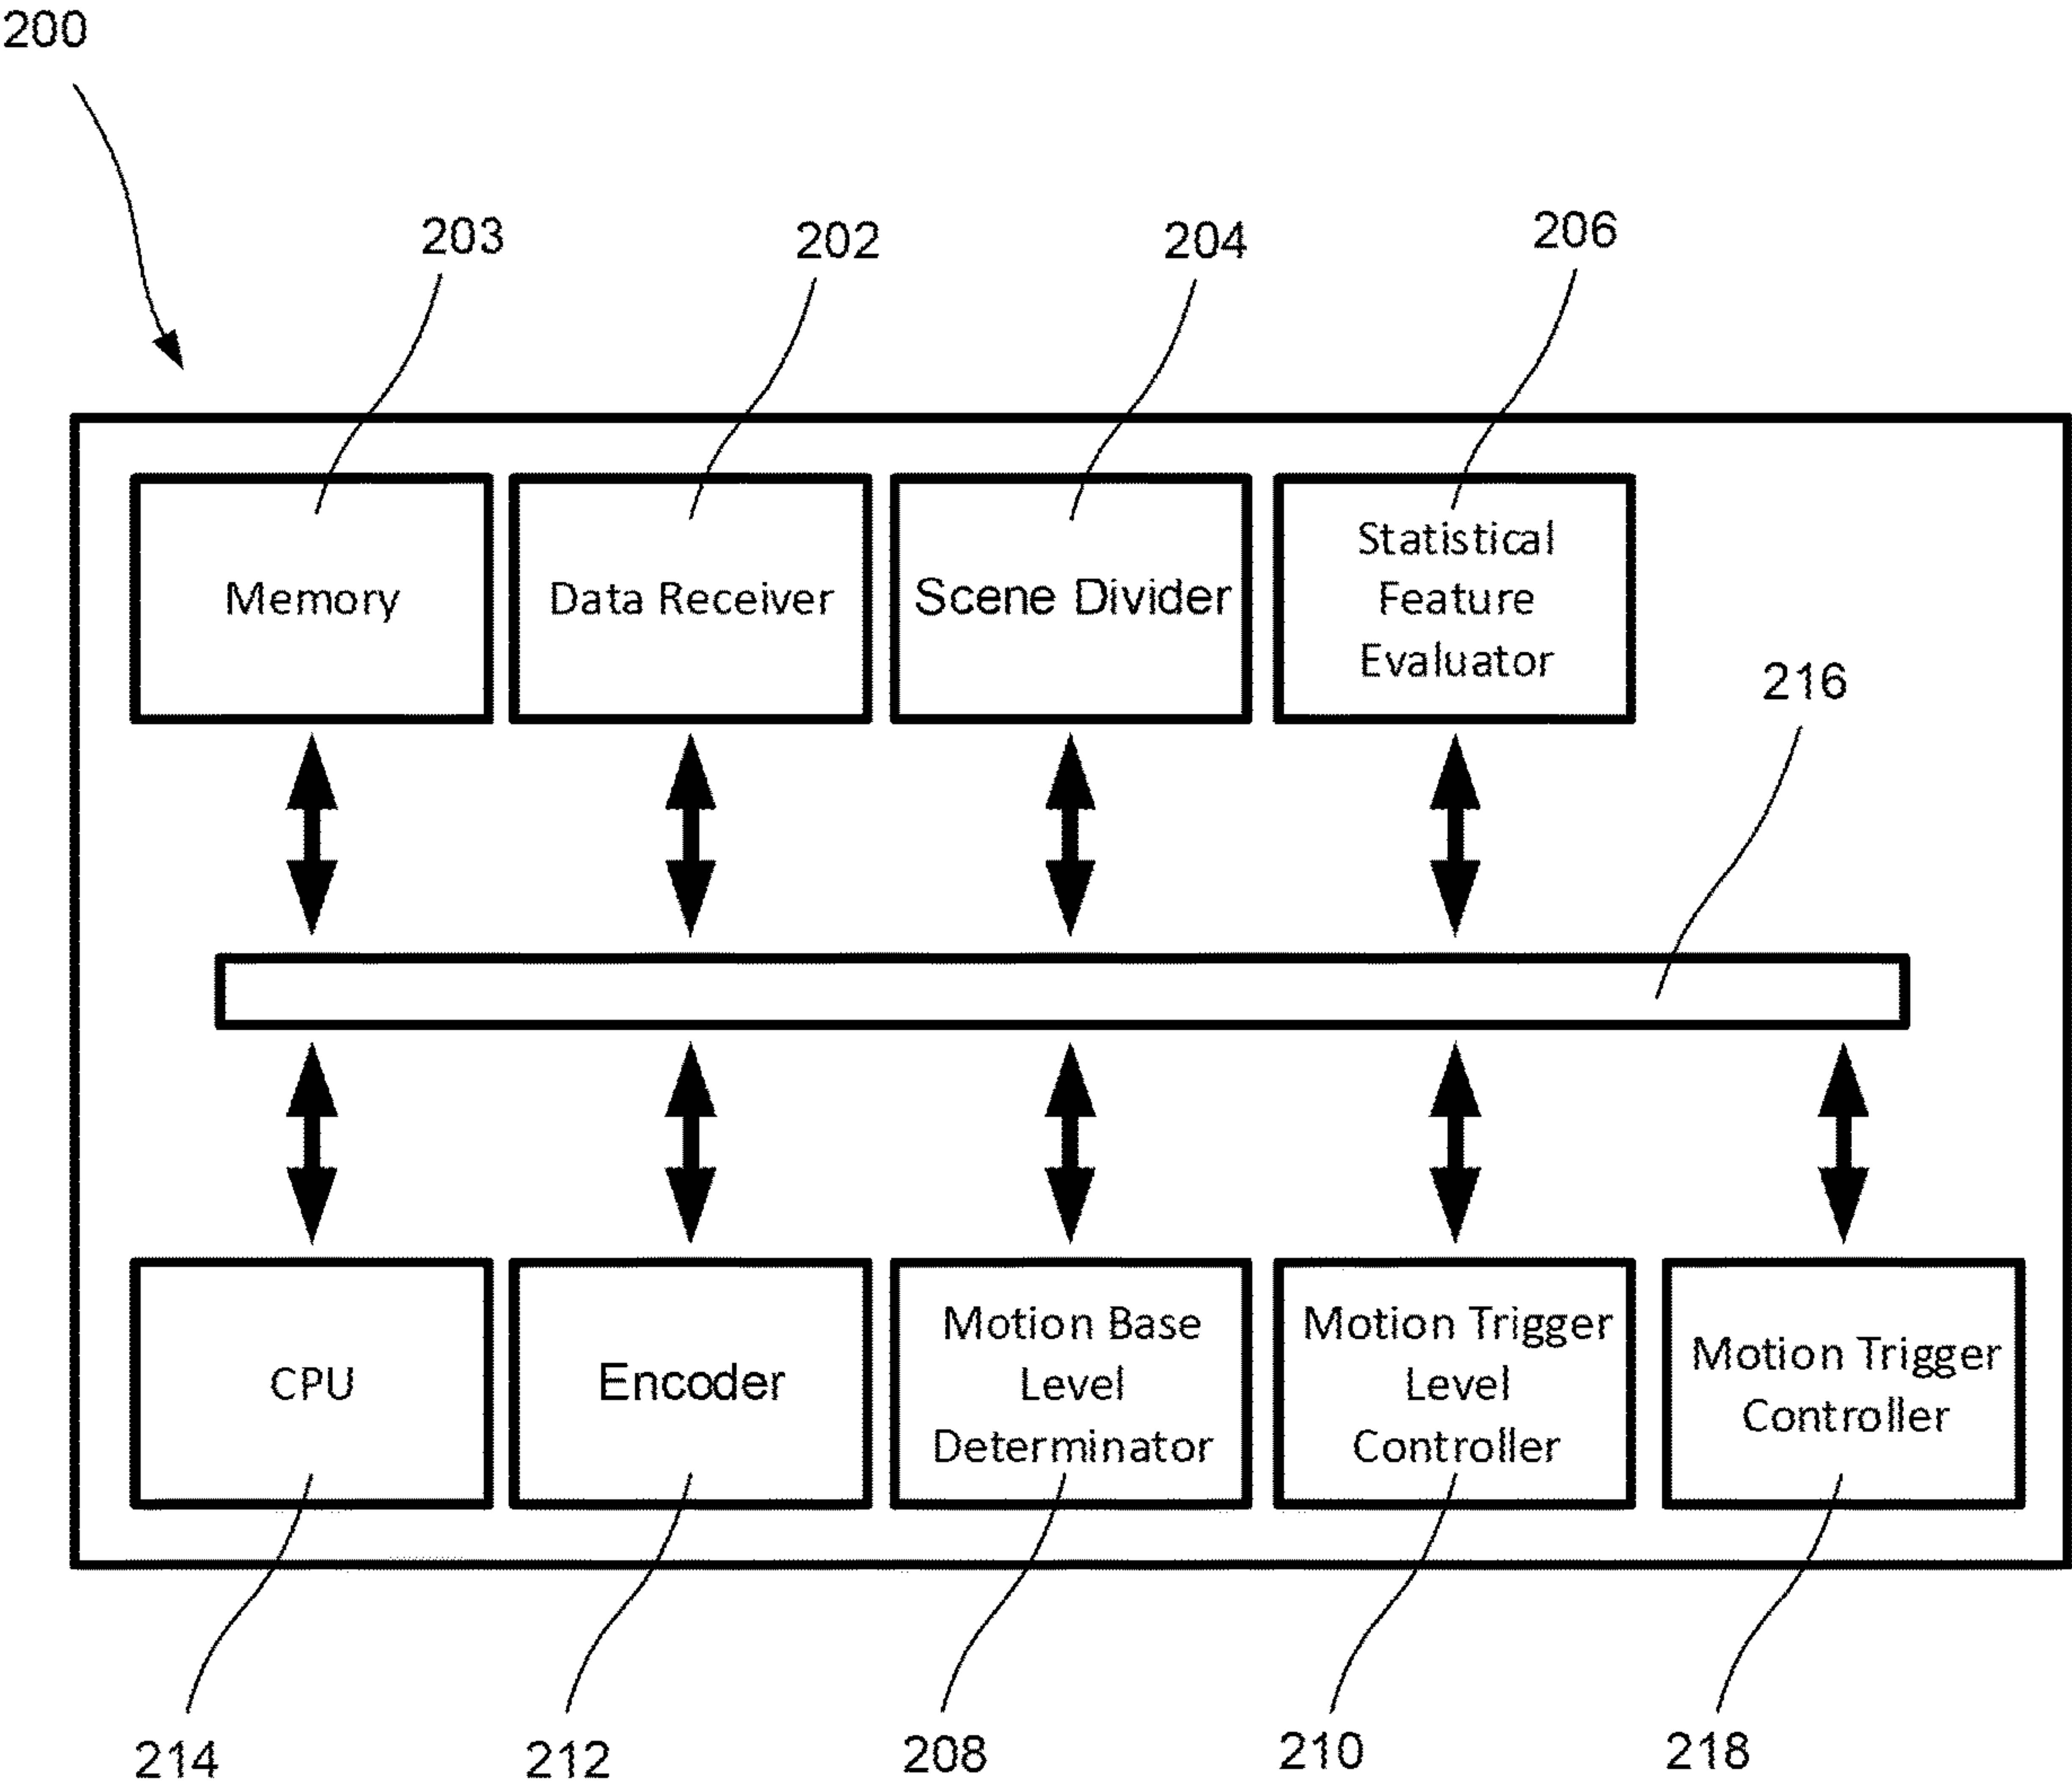 200
203
202
204
206
Memory
Data Receiver
Scene Divider
Statistical
Feature
Evaluator
216
CPU
Encoder
Motion Base
Level
Determinator
Motion Trigger
Level
Controller
Motion Trigger
Controller
214
212
208
210
218